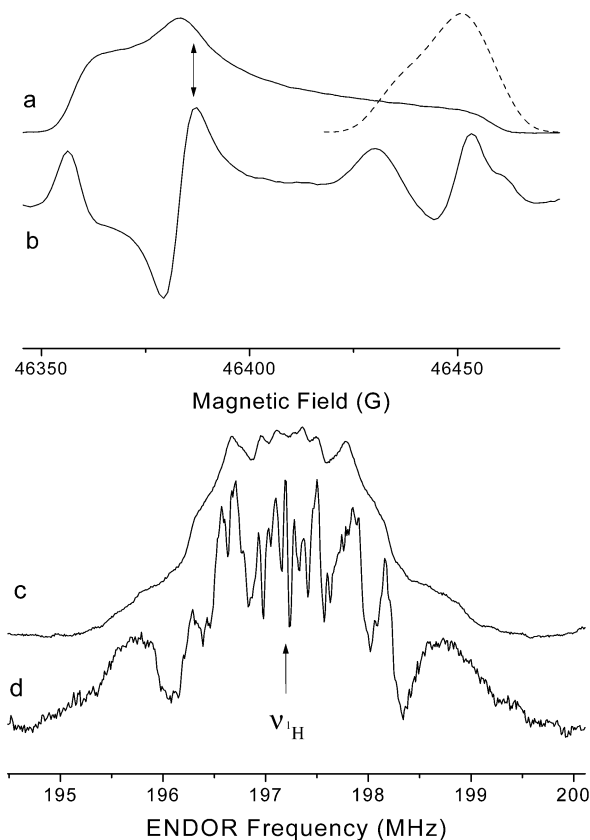 a
b
46350 46400 46450
Magnetic Field (G)
c
d
ν¹H
195 196 197 198 199 200
ENDOR Frequency (MHz)